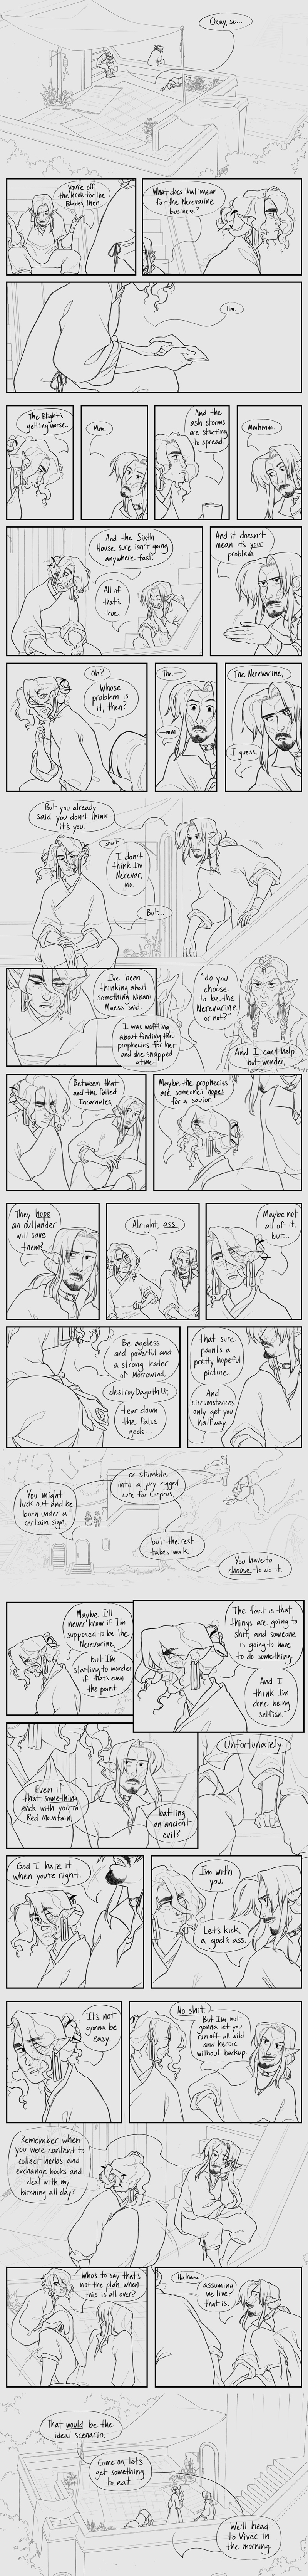 Okay, so...
you're off
the hook for the
Blades, then.
What does that mean
for the Nerevarine
business?
Hm.
The Blight's
getting worse.
Mm.
And the
ash storms
are starting
to spread.
Mmhmm.
And the Sixth
House sure isn't going
anywhere fast.
All of
that's
true.
And it doesn't
mean it's your
problem.
Oh?
Whose
problem is
it, then?
The —
mm
The Nerevarine,
I guess.
But you already
said you don't think
it's you.
I don't
think I'm
Nerevar,
no.
But...
I've been
thinking about
something Nibani
Maesa said.
I was waffling
about finding the
prophecies for her
and she snapped
at me—
"do you
choose
to be the
Nerevarine
or not?"
And I can't help
but wonder,
Between that
and the failed
Incarnates,
Maybe the prophecies
are someone's hopes
for a savior.
They hope
an outlander
will save
them?
Alright, ass.
Maybe not
all of it,
but...
Be ageless
and powerful and
a strong leader
of Morrowind,
destroy Dagoth Ur,
tear down
the false
gods...
that sure
paints a
pretty hopeful
picture.
And
circumstances
only get you
halfway.
You might
luck out and be
born under a
certain sign,
or stumble
into a jury-rigged
cure for Corprus,
but the rest
takes work.
You have to
choose to do it.
Maybe I'll
never know if I'm
supposed to be the
Nerevarine,
but I'm
starting to wonder
if that's even
the point.
The fact is that
things are going to
shit, and someone
is going to have
to do something.
And I
think I'm
done being
selfish.
Unfortunately.
Even if
that something
ends with you in
Red Mountain,
battling
an ancient
evil?
God I hate it
when you're right.
I'm with
you.
Let's kick
a god's ass.
It's not
gonna be
easy.
No shit
But I'm not
gonna let you
run off all wild
and heroic
without backup.
Remember when
you were content to
collect herbs and
exchange books and
deal with my
bitching all day?
Who's to say that's
not the plan when
this is all over?
Ha haa
assuming
we live,
that is.
That would be the
ideal scenario.
Come on, let's
get something
to eat.
We'll head
to Vivec in
the morning.